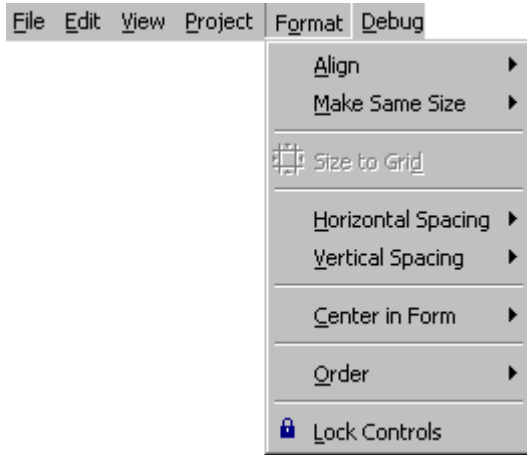 File Edit View Project Format Debug
Align
Make Same Size
Size to Grid
Horizontal Spacing
Vertical Spacing
Center in Form
Order
Lock Controls